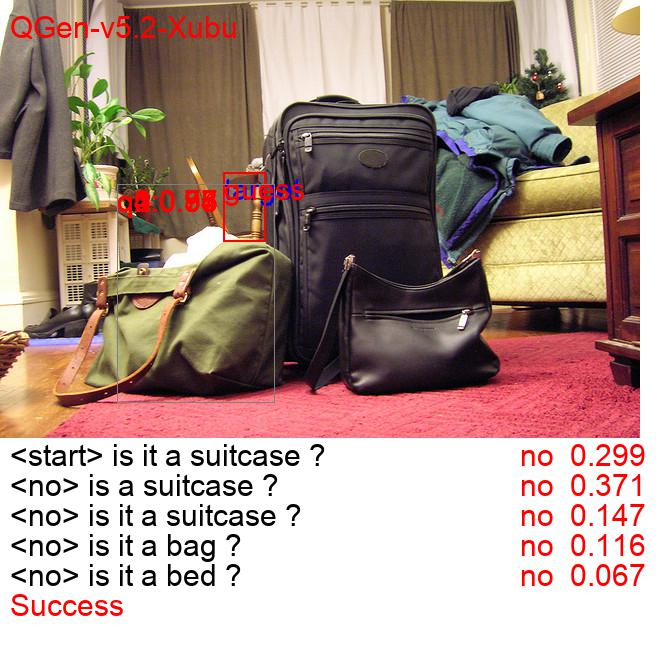 QGen-v5.2-Xubu
guess
<start> is it a suitcase ? no 0.299
<no> is a suitcase ? no 0.371
<no> is it a suitcase ? no 0.147
<no> is it a bag ? no 0.116
<no> is it a bed ? no 0.067
Success